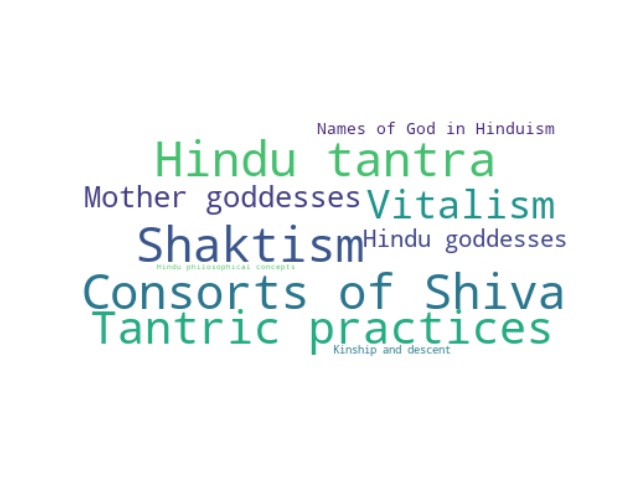 Names of God in Hinduism
Hindu tantra
Mother goddesses
Vitalism
Shaktism
Hindu goddesses
Hindu philosophical concepts
Consorts of Shiva
Tantric practices
Kinship and descent